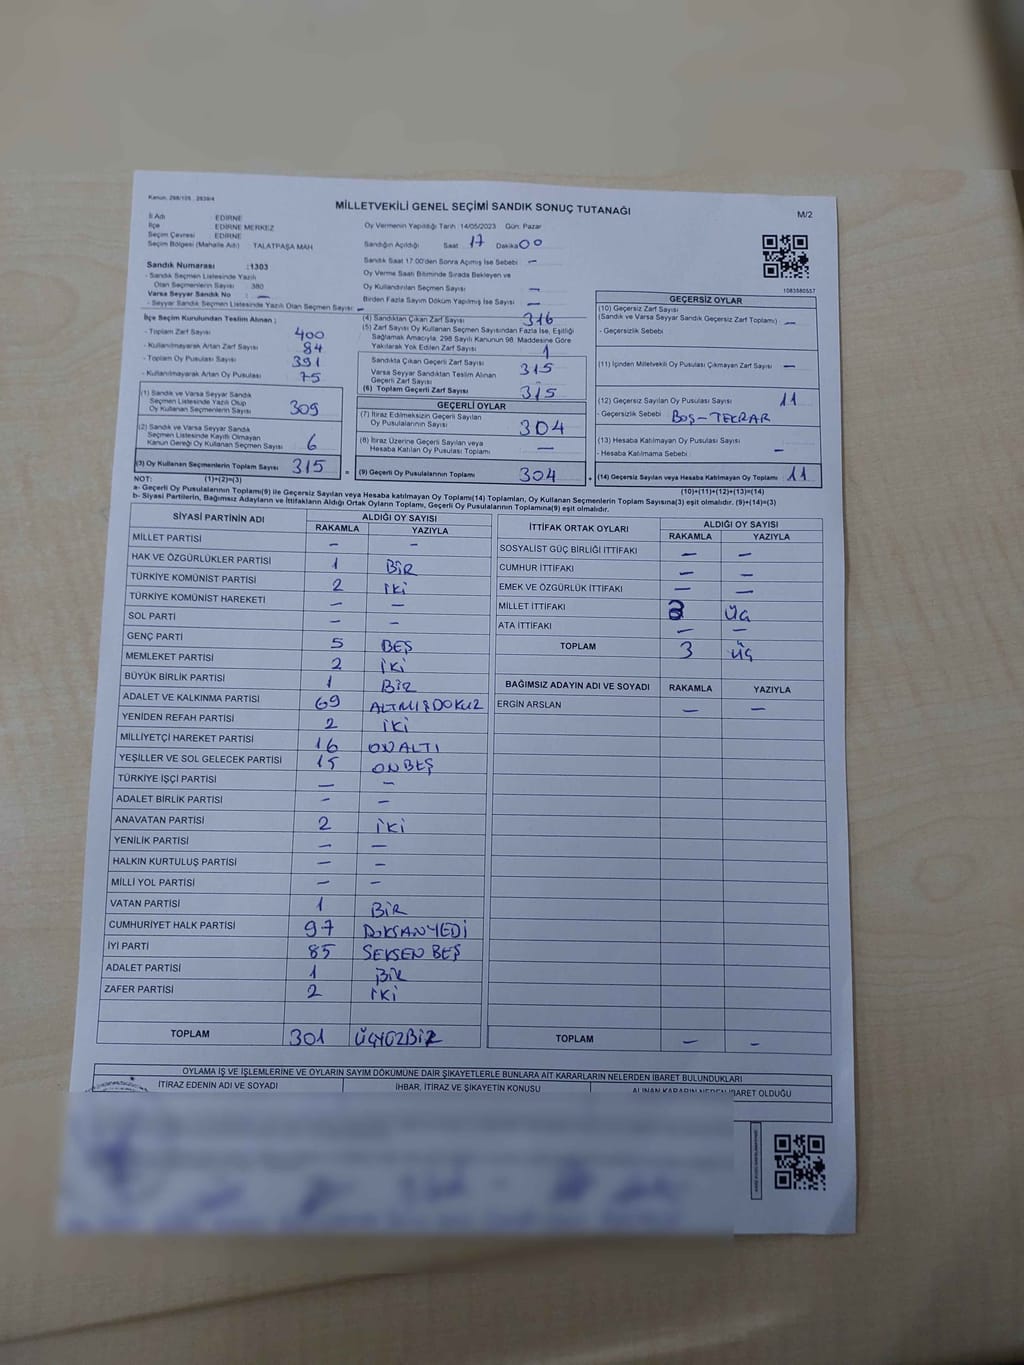 Kanun: 298/105 , 2839/4
MİLLETVEKİLİ GENEL SEÇİMİ SANDIK SONUÇ TUTANAĞI
M/2
İl Adı : EDİRNE
İlçe : EDİRNE MERKEZ
Seçim Çevresi : EDİRNE
Seçim Bölgesi (Mahalle Adı) : TALATPAŞA MAH
Oy Vermenin Yapıldığı Tarih: 14/05/2023 Gün: Pazar
Sandığın Açıldığı Saat 17 Dakika 00
Sandık Saat 17.00'den Sonra Açılmış İse Sebebi : —
Oy Verme Saati Bitiminde Sırada Bekleyen ve
Oy Kullandırılan Seçmen Sayısı : —
Birden Fazla Sayım Döküm Yapılmış İse Sayısı : —
1083580557
Sandık Numarası : 1303
- Sandık Seçmen Listesinde Yazılı
Olan Seçmenlerin Sayısı : 380
Varsa Seyyar Sandık No : —
- Seyyar Sandık Seçmen Listesinde Yazılı Olan Seçmen Sayısı: —
İlçe Seçim Kurulundan Teslim Alınan ;
- Toplam Zarf Sayısı : 400
- Kullanılmayarak Artan Zarf Sayısı : 84
- Toplam Oy Pusulası Sayısı : 391
- Kullanılmayarak Artan Oy Pusulası : 75
(1) Sandık ve Varsa Seyyar Sandık
Seçmen Listesinde Yazılı Olup
Oy Kullanan Seçmenlerin Sayısı : 309
(2) Sandık ve Varsa Seyyar Sandık
Seçmen Listesinde Kayıtlı Olmayan
Kanun Gereği Oy Kullanan Seçmen Sayısı : 6
(3) Oy Kullanan Seçmenlerin Toplam Sayısı : 315
(4) Sandıktan Çıkan Zarf Sayısı : 316
(5) Zarf Sayısı Oy Kullanan Seçmen Sayısından Fazla İse, Eşitliği
Sağlamak Amacıyla, 298 Sayılı Kanunun 98. Maddesine Göre
Yakılarak Yok Edilen Zarf Sayısı : 1
Sandıkta Çıkan Geçerli Zarf Sayısı : 315
Varsa Seyyar Sandıktan Teslim Alınan
Geçerli Zarf Sayısı :
(6) Toplam Geçerli Zarf Sayısı : 315
GEÇERLİ OYLAR
(7) İtiraz Edilmeksizin Geçerli Sayılan
Oy Pusulalarının Sayısı : 304
(8) İtiraz Üzerine Geçerli Sayılan veya
Hesaba Katılan Oy Pusulası Toplamı : —
= (9) Geçerli Oy Pusulalarının Toplamı : 304
GEÇERSİZ OYLAR
(10) Geçersiz Zarf Sayısı
(Sandık ve Varsa Seyyar Sandık Geçersiz Zarf Toplamı) : —
- Geçersizlik Sebebi :
(11) İçinden Milletvekili Oy Pusulası Çıkmayan Zarf Sayısı : —
(12) Geçersiz Sayılan Oy Pusulası Sayısı : 11
- Geçersizlik Sebebi : BOŞ-TEKRAR
(13) Hesaba Katılmayan Oy Pusulası Sayısı :
- Hesaba Katılmama Sebebi : —
+ (14) Geçersiz Sayılan veya Hesaba Katılmayan Oy Toplamı : 11
NOT: (1)+(2)=(3)
(10)+(11)+(12)+(13)=(14)
a- Geçerli Oy Pusulalarının Toplamı(9) ile Geçersiz Sayılan veya Hesaba katılmayan Oy Toplamı(14) Toplamları, Oy Kullanan Seçmenlerin Toplam Sayısına(3) eşit olmalıdır. (9)+(14)=(3)
b- Siyasi Partilerin, Bağımsız Adayların ve İttifakların Aldığı Ortak Oyların Toplamı, Geçerli Oy Pusulalarının Toplamına(9) eşit olmalıdır.
SİYASİ PARTİNİN ADI ALDIĞI OY SAYISI
RAKAMLA YAZIYLA
MİLLET PARTİSİ — —
HAK VE ÖZGÜRLÜKLER PARTİSİ 1 BİR
TÜRKİYE KOMÜNİST PARTİSİ 2 İKİ
TÜRKİYE KOMÜNİST HAREKETİ — —
SOL PARTİ — —
GENÇ PARTİ 5 BEŞ
MEMLEKET PARTİSİ 2 İKİ
BÜYÜK BİRLİK PARTİSİ 1 BİR
ADALET VE KALKINMA PARTİSİ 69 ALTMIŞDOKUZ
YENİDEN REFAH PARTİSİ 2 İKİ
MİLLİYETÇİ HAREKET PARTİSİ 16 ONALTI
YEŞİLLER VE SOL GELECEK PARTİSİ 15 ONBEŞ
TÜRKİYE İŞÇİ PARTİSİ — —
ADALET BİRLİK PARTİSİ — —
ANAVATAN PARTİSİ 2 İKİ
YENİLİK PARTİSİ — —
HALKIN KURTULUŞ PARTİSİ — —
MİLLİ YOL PARTİSİ — —
VATAN PARTİSİ 1 BİR
CUMHURİYET HALK PARTİSİ 97 DOKSANYEDİ
İYİ PARTİ 85 SEKSEN BEŞ
ADALET PARTİSİ 1 BİR
ZAFER PARTİSİ 2 İKİ
TOPLAM 301 ÜÇYÜZBİR
İTTİFAK ORTAK OYLARI ALDIĞI OY SAYISI
RAKAMLA YAZIYLA
SOSYALİST GÜÇ BİRLİĞİ İTTİFAKI — —
CUMHUR İTTİFAKI — —
EMEK VE ÖZGÜRLÜK İTTİFAKI — —
MİLLET İTTİFAKI 3 ÜÇ
ATA İTTİFAKI — —
TOPLAM 3 ÜÇ
BAĞIMSIZ ADAYIN ADI VE SOYADI RAKAMLA YAZIYLA
ERGİN ARSLAN — —
TOPLAM — —
OYLAMA İŞ VE İŞLEMLERİNE VE OYLARIN SAYIM DÖKÜMÜNE DAİR ŞİKAYETLERLE BUNLARA AİT KARARLARIN NELERDEN İBARET BULUNDUKLARI
İTİRAZ EDENİN ADI VE SOYADI İHBAR, İTİRAZ VE ŞİKAYETİN KONUSU ALINAN KARARIN NEDEN İBARET OLDUĞU